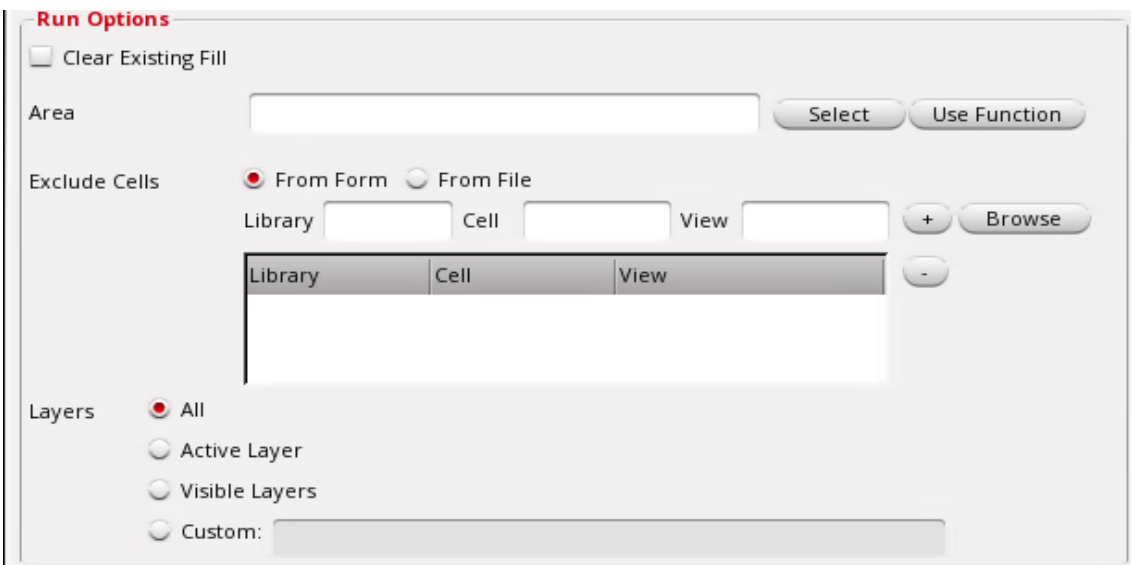 Run Options
Clear Existing Fill
Area Select Use Function
Exclude Cells From Form From File
Library Cell View + Browse
Library Cell View -
Layers All
Active Layer
Visible Layers
Custom: